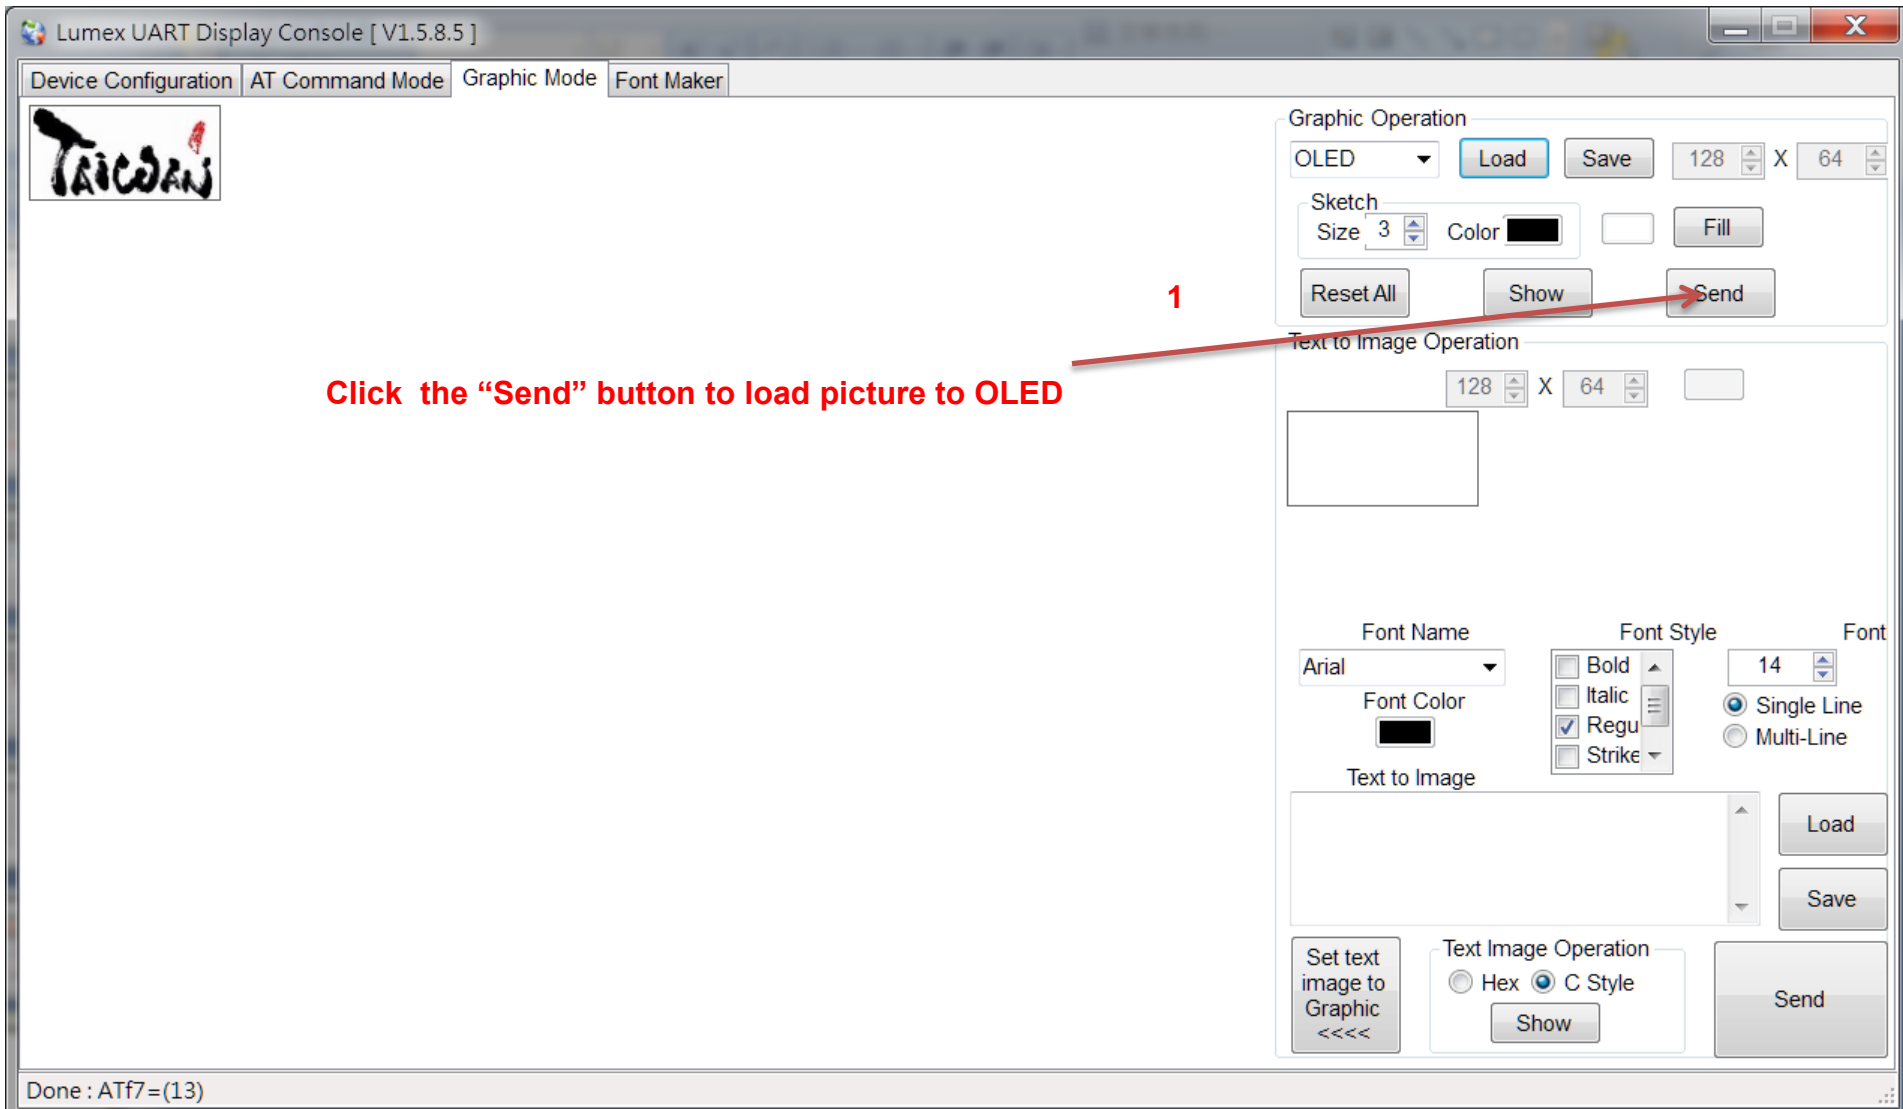 Lumex UART Display Console [ V1.5.8.5 ]
Device Configuration AT Command Mode Graphic Mode Font Maker
TAIWAN
Graphic Operation
OLED Load Save 128 X 64
Sketch
Size 3 Color Fill
Reset All Show Send
1
Text to Image Operation
Click the “Send” button to load picture to OLED
128 X 64
Font Name Font Style Font
Arial Bold 14
Italic
Font Color Single Line
Regu
Multi-Line
Strike
Text to Image
Load
Save
Set text
image to
Graphic
<<<<
Text Image Operation
Hex C Style
Show
Send
Done : ATf7=(13)